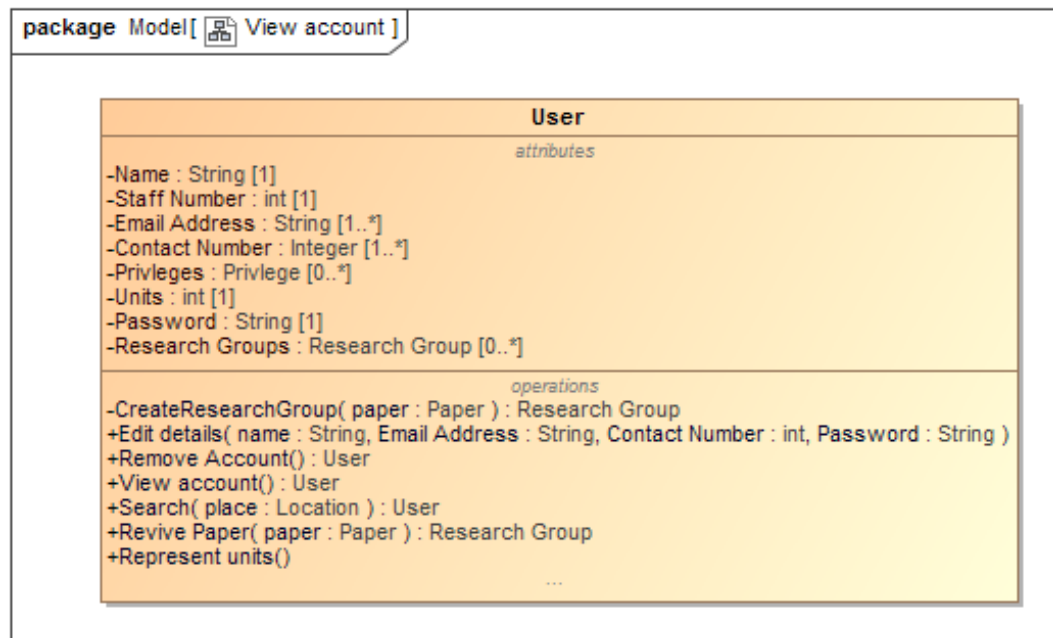 package Model[ View account ]
User
attributes
-Name : String [1]
-Staff Number : int [1]
-Email Address : String [1..*]
-Contact Number : Integer [1..*]
-Privleges : Privlege [0..*]
-Units : int [1]
-Password : String [1]
-Research Groups : Research Group [0..*]
operations
-CreateResearchGroup( paper : Paper ) : Research Group
+Edit details( name : String, Email Address : String, Contact Number : int, Password : String )
+Remove Account() : User
+View account() : User
+Search( place : Location ) : User
+Revive Paper( paper : Paper ) : Research Group
+Represent units()
...